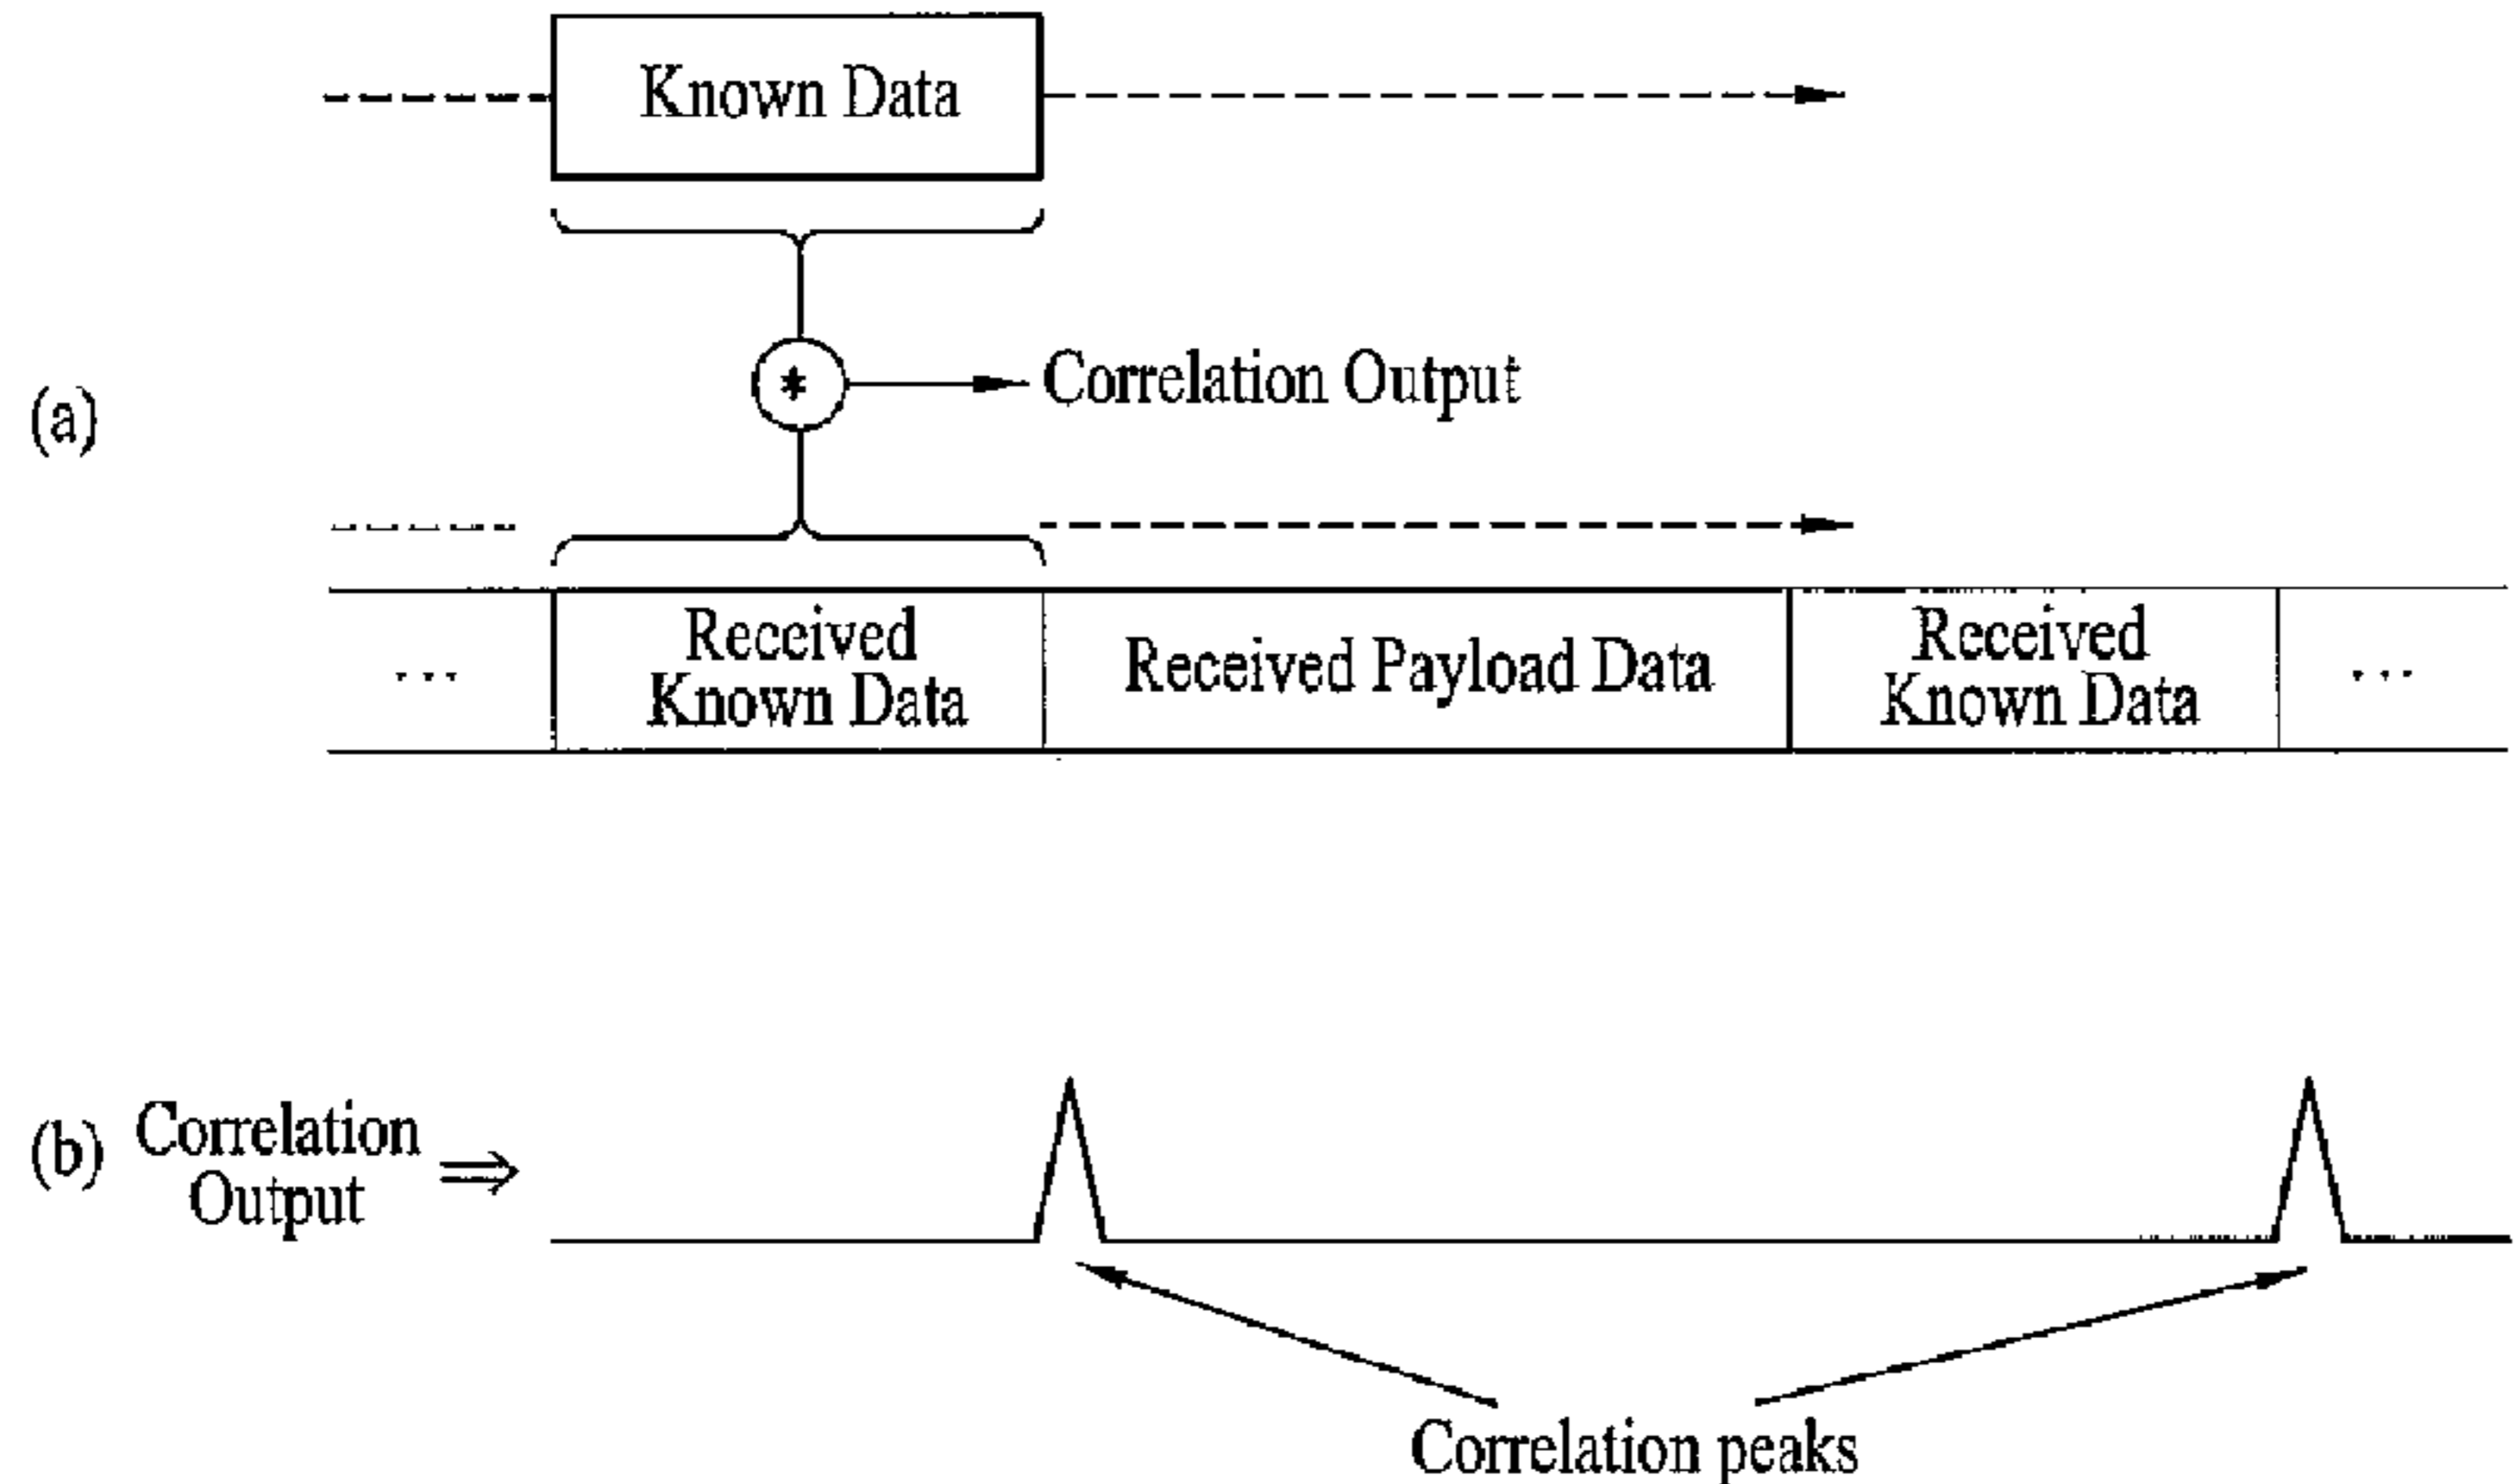 Known Data
*
Correlation Output
(a)
...
Received
Known Data
Received Payload Data
Received
Known Data
...
(b)
Correlation
Output
Correlation peaks